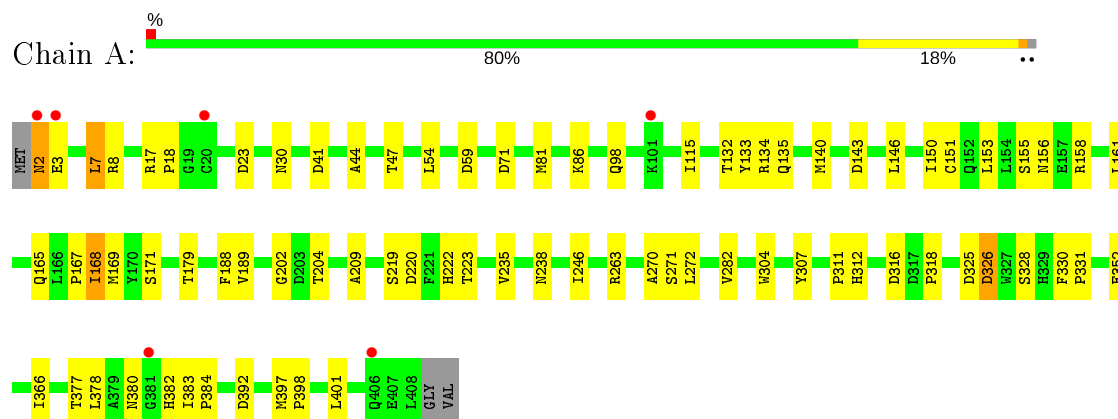 %
Chain A:
80% 18% ••
MET N2 E3 L7 R8 R17 P18 G19 C20 D23 N30 D41 A44 T47 L54 D59 D71 M81 K86 Q98 K101 I115 T132 Y133 R134 Q135 M140 D143 L146 I150 C151 Q152 L153 L154 S155 N156 E157 R158 L161
Q165 L166 P167 I168 M169 Y170 S171 T179 F188 V189 G202 D203 T204 A209 S219 D220 F221 H222 T223 V235 N238 I246 R263 A270 S271 L272 V282 W304 Y307 P311 H312 D316 D317 P318 D325 D326 W327 S328 H329 F330 P331
I366 T377 L378 A379 N380 G381 H382 I383 P384 D392 M397 P398 L401 Q406 E407 L408 GLY VAL